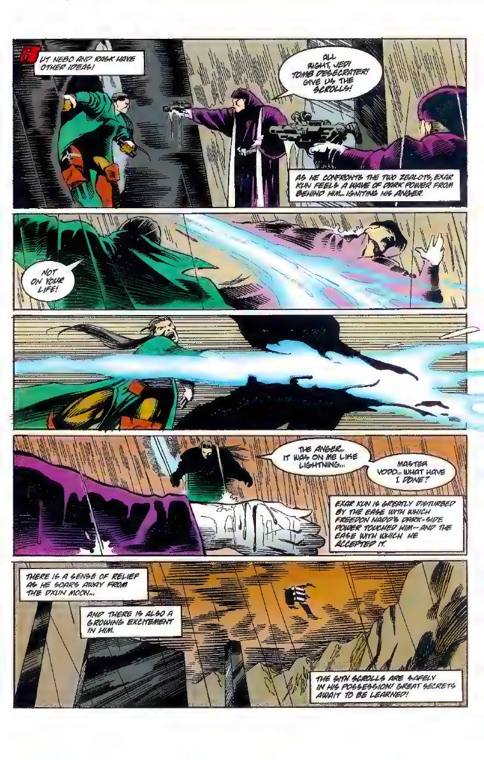 BUT NEBO AND RASK HAVE
OTHER IDEAS!
ALL
RIGHT, JEDI
TOMB DESECRATER!
GIVE US THE
SCROLLS!
AS HE CONFRONTS THE TWO ZEALOTS, EXAR
KUN FEELS A WAVE OF DARK POWER FROM
BEHIND HIM... IGNITING HIS ANGER.
NOT
ON YOUR
LIFE!
THE ANGER...
IT WAS ON ME LIKE
LIGHTNING...
MASTER
VODO... WHAT HAVE
I DONE?
EXAR KUN IS GREATLY DISTURBED
BY THE EASE WITH WHICH
FREEDON NADD'S DARK-SIDE
POWER TOUCHED HIM--AND THE
EASE WITH WHICH HE
ACCEPTED IT.
THERE IS A SENSE OF RELIEF
AS HE SOARS AWAY FROM
THE DXUN MOON...
AND THERE IS ALSO A
GROWING EXCITEMENT
IN HIM.
THE SITH SCROLLS ARE SAFELY
IN HIS POSSESSION! GREAT SECRETS
AWAIT TO BE LEARNED!